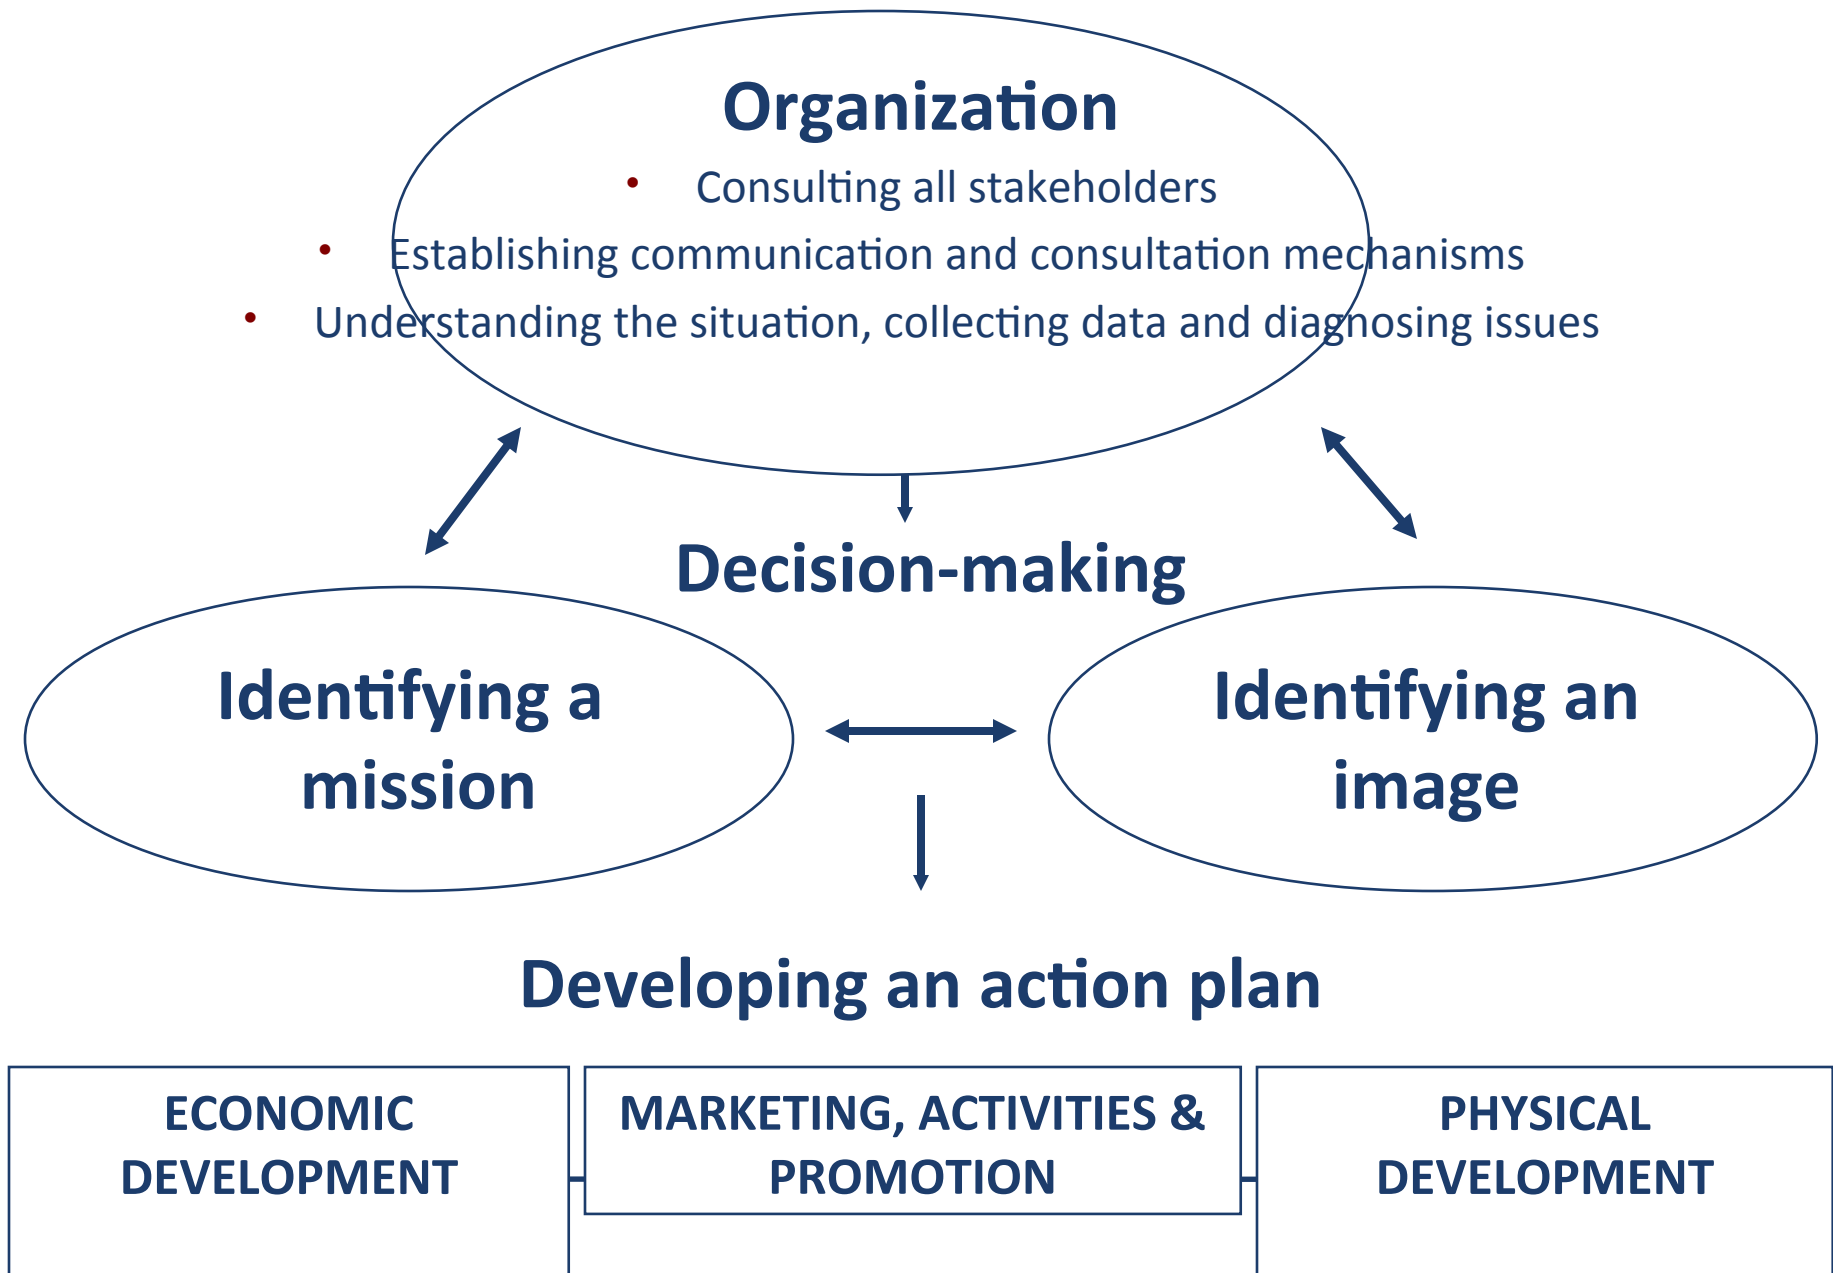 Organization
• Consulting all stakeholders
• Establishing communication and consultation mechanisms
• Understanding the situation, collecting data and diagnosing issues
Decision-making
Identifying a
mission
Identifying an
image
Developing an action plan
ECONOMIC
DEVELOPMENT
MARKETING, ACTIVITIES &
PROMOTION
PHYSICAL
DEVELOPMENT